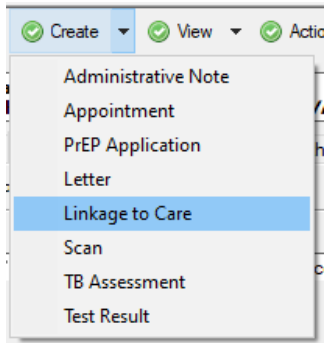 Create View Actio
Administrative Note
Appointment
PrEP Application
Letter
Linkage to Care
Scan
TB Assessment
Test Result